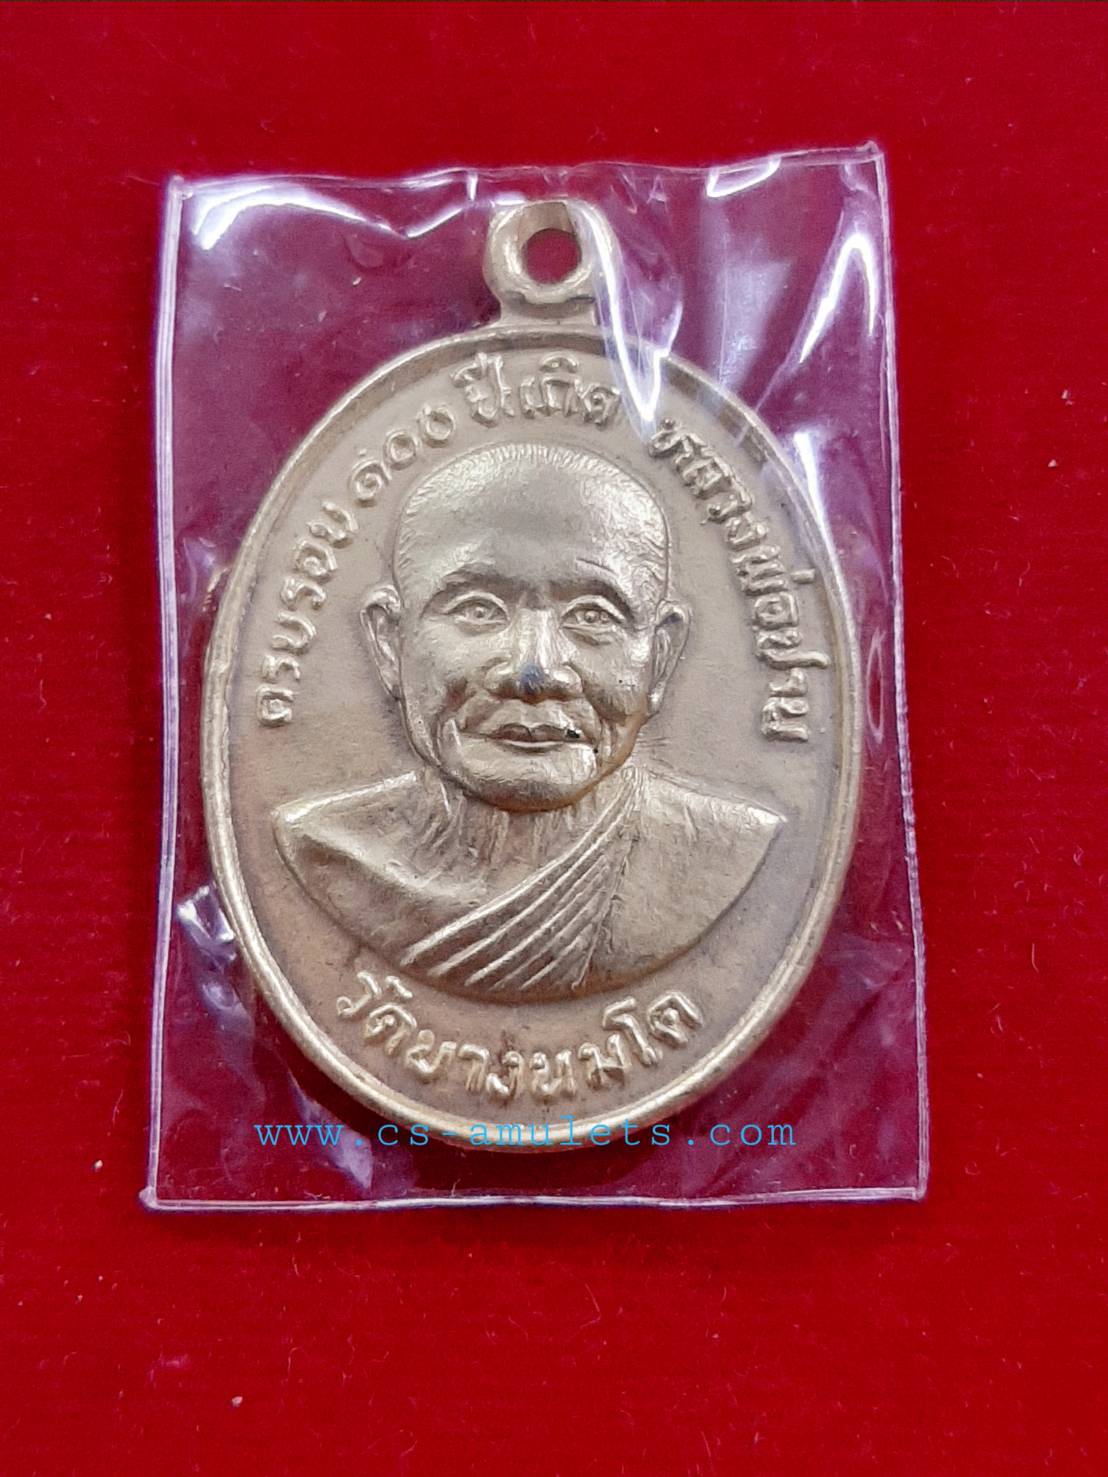 ครบรอบ ๑๐๐ ปีเกิด หลวงพ่อปาน
วัดบางนมโค
www.cs-amulets.com